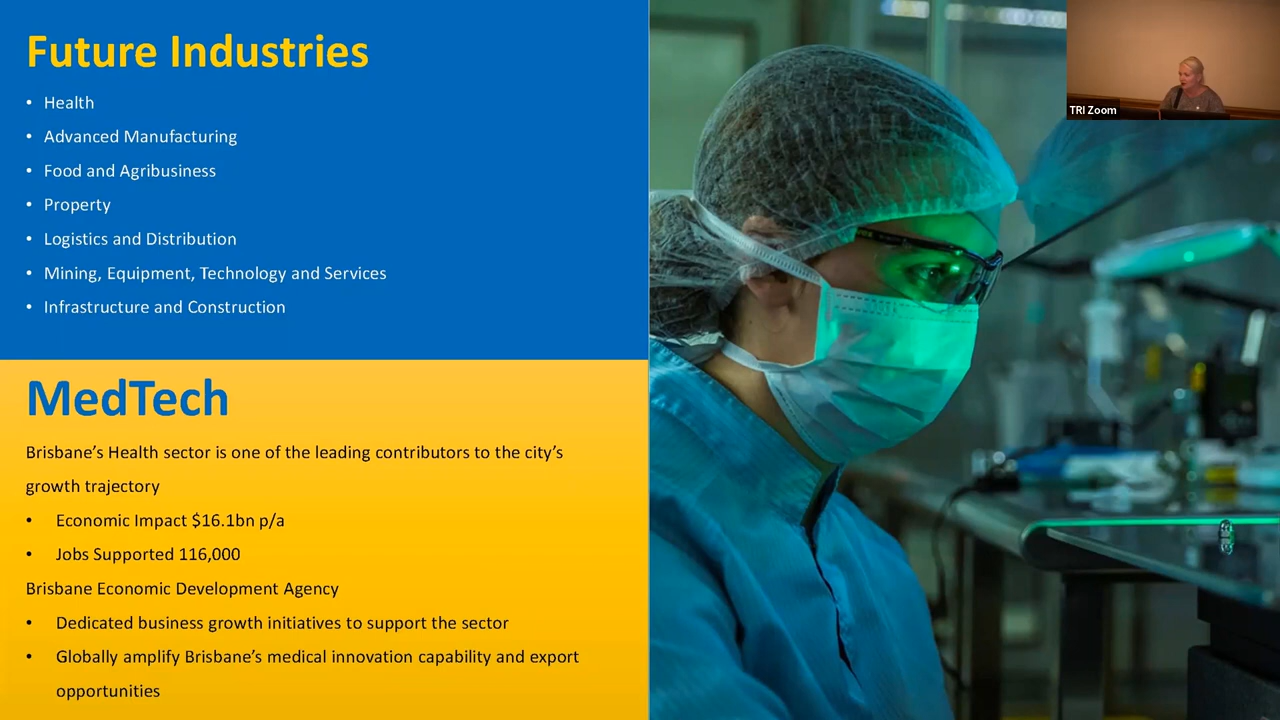 Future Industries
• Health
• Advanced Manufacturing
• Food and Agribusiness
• Property
• Logistics and Distribution
• Mining, Equipment, Technology and Services
• Infrastructure and Construction
MedTech
Brisbane’s Health sector is one of the leading contributors to the city’s
growth trajectory
• Economic Impact $16.1bn p/a
• Jobs Supported 116,000
Brisbane Economic Development Agency
• Dedicated business growth initiatives to support the sector
• Globally amplify Brisbane’s medical innovation capability and export
opportunities
TRI Zoom